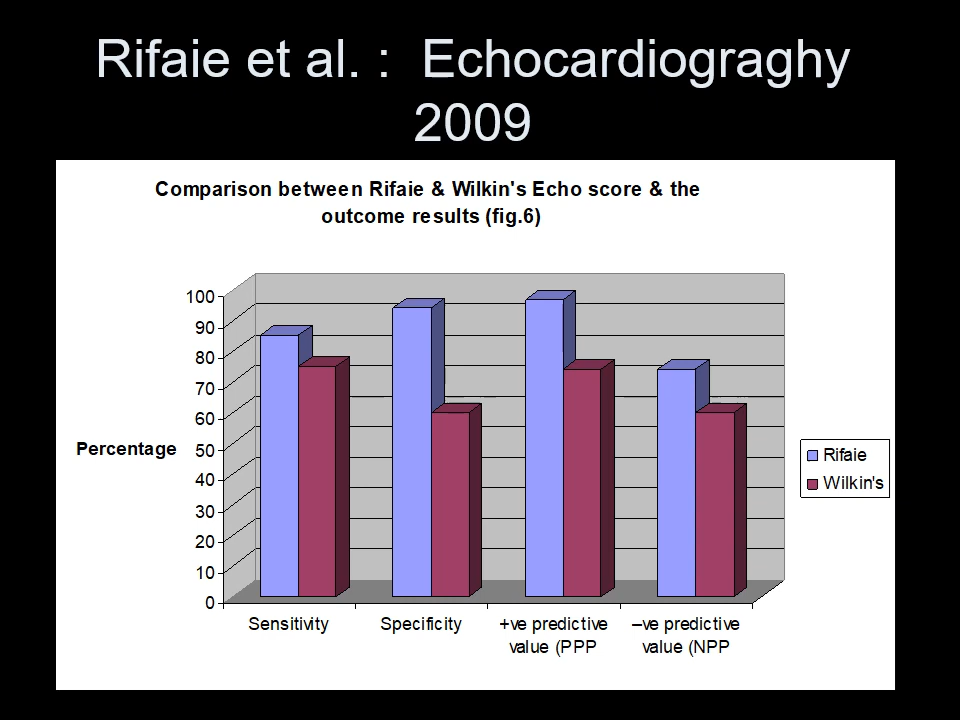 Rifaie et al. :  Echocardiograghy
2009
Comparison between Rifaie & Wilkin's Echo score & the
outcome results (fig.6)
100
90
80
70
60
50
40
30
20
10
0
Percentage
Sensitivity
Specificity
+ve predictive
value (PPP
–ve predictive
value (NPP
Rifaie
Wilkin's